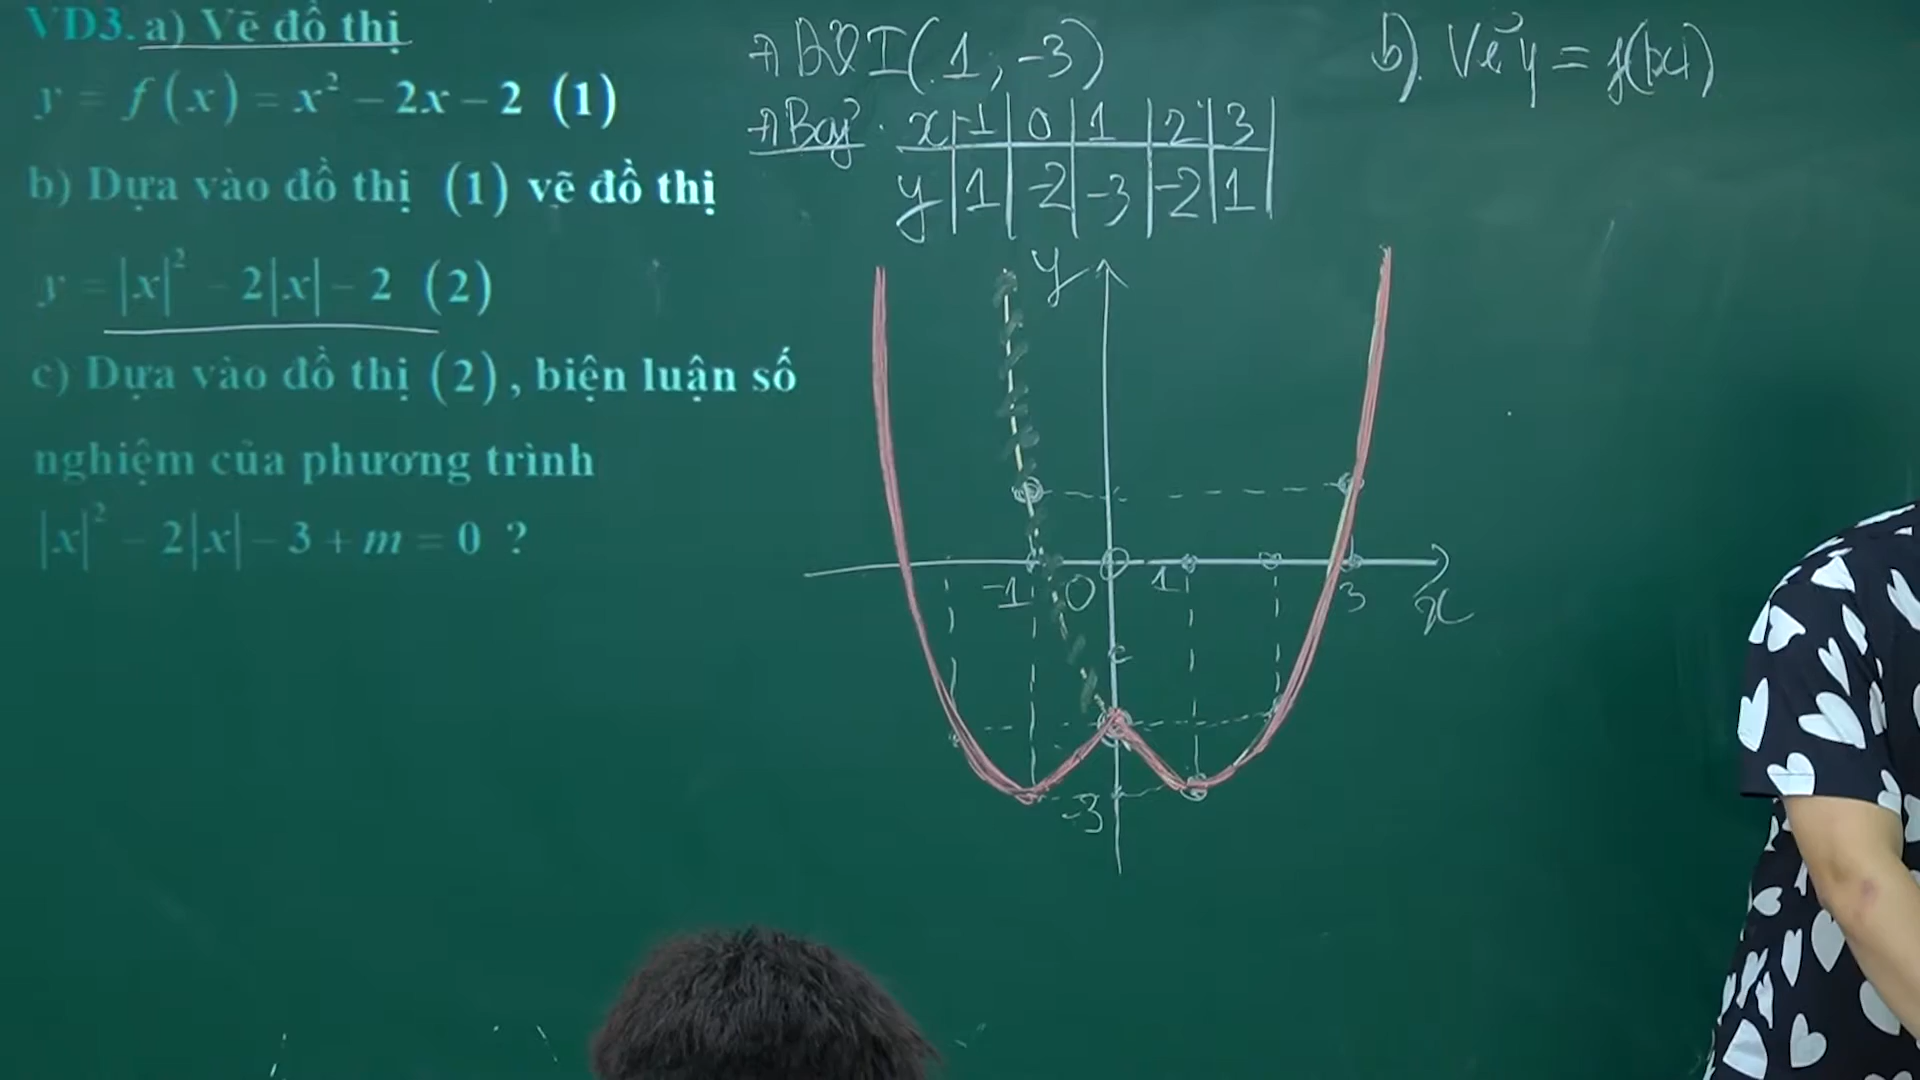 VD3. a) Vẽ đồ thị
y = f(x) = x² – 2x – 2 (1)
b) Dựa vào đồ thị (1) vẽ đồ thị
y = |x|² – 2|x| – 2 (2)
c) Dựa vào đồ thị (2), biện luận số
nghiệm của phương trình
|x|² – 2|x| – 3 + m = 0 ?
I(1; -3)
x -1 0 1 2 3
y 1 -2 -3 -2 1
b). Vẽ y = f(|x|)
y
-1 0 1 3 x
-3